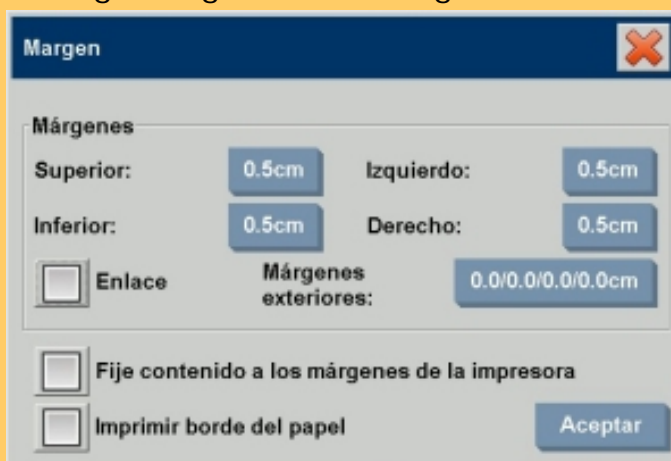 Margen
Márgenes
Superior: 0.5cm Izquierdo: 0.5cm
Inferior: 0.5cm Derecho: 0.5cm
Enlace Márgenes exteriores: 0.0/0.0/0.0/0.0cm
Fije contenido a los márgenes de la impresora
Imprimir borde del papel Aceptar